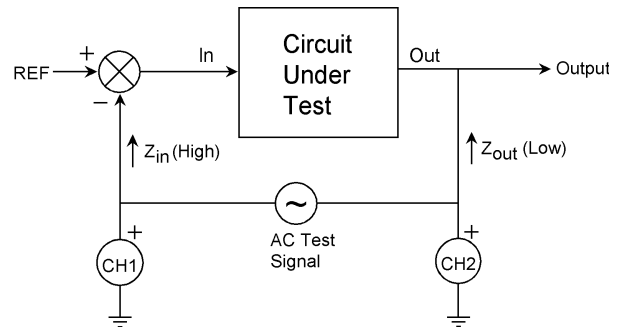 REF
+
−
In
Circuit
Under
Test
Out
Output
Zin (High)
Zout (Low)
~
AC Test
Signal
+
CH1
+
CH2